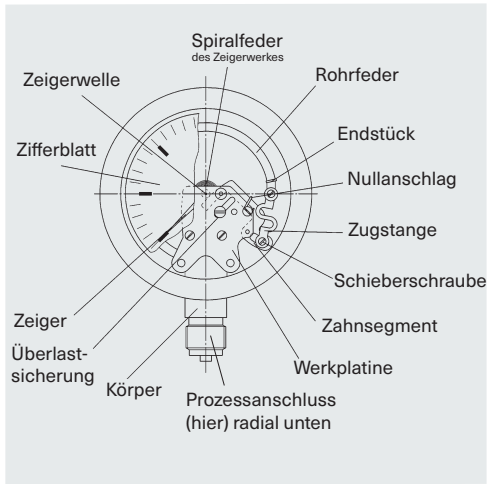 Spiralfeder
des Zeigerwerkes
Zeigerwelle
Rohrfeder
Zifferblatt
Endstück
Nullanschlag
Zugstange
Schieberschraube
Zeiger
Zahnsegment
Überlast-
sicherung
Werkplatine
Körper
Prozessanschluss
(hier) radial unten